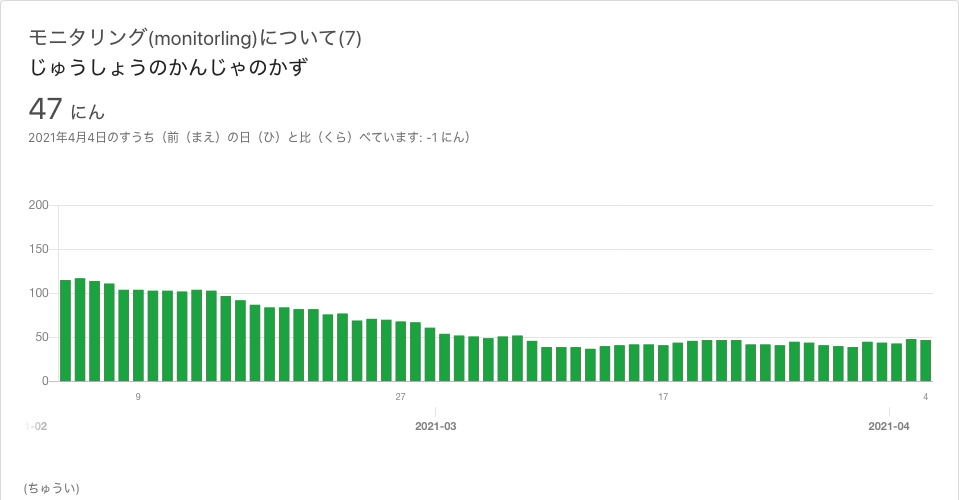 モニタリング(monitorling)について(7)
じゅうしょうのかんじゃのかず
47 にん
2021年4月4日のすうち（前（まえ）の日（ひ）と比（くら）べています: -1 にん）
200
150
100
50
0
9 27 17 4
1-02 2021-03 2021-04
(ちゅうい)